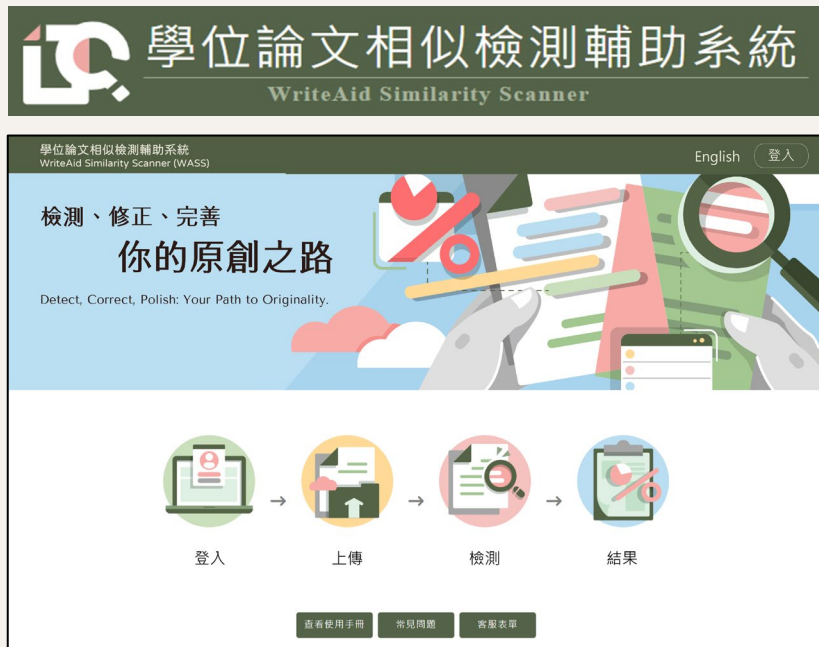 學位論文相似檢測輔助系統
WriteAid Similarity Scanner
學位論文相似檢測輔助系統
WriteAid Similarity Scanner (WASS)
English
登入
檢測、修正、完善
你的原創之路
Detect, Correct, Polish: Your Path to Originality.
登入
上傳
檢測
結果
查看使用手冊
常見問題
客服表單